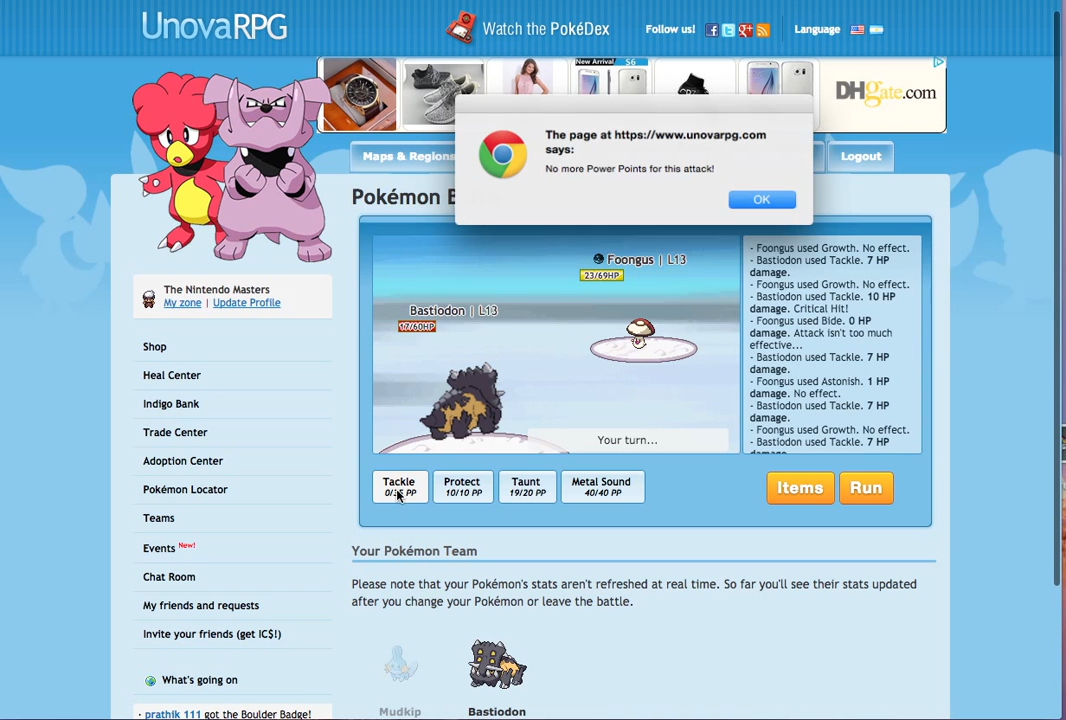 UnovaRPG
Watch the PokéDex
Follow us!
Language
New Arrival S6
DHgate.com
Maps & Regions
Logout
The page at https://www.unovarpg.com
says:
No more Power Points for this attack!
OK
Pokémon B
The Nintendo Masters
My zone | Update Profile
Shop
Heal Center
Indigo Bank
Trade Center
Adoption Center
Pokémon Locator
Teams
Events New!
Chat Room
My friends and requests
Invite your friends (get IC$!)
What's going on
· prathik 111 got the Boulder Badge!
Foongus | L13
23/69HP
Bastiodon | L13
17/60HP
Your turn...
- Foongus used Growth. No effect.
- Bastiodon used Tackle. 7 HP
damage.
- Foongus used Growth. No effect.
- Bastiodon used Tackle. 10 HP
damage. Critical Hit!
- Foongus used Bide. 0 HP
damage. Attack isn't too much
effective...
- Bastiodon used Tackle. 7 HP
damage.
- Foongus used Astonish. 1 HP
damage. No effect.
- Bastiodon used Tackle. 7 HP
damage.
- Foongus used Growth. No effect.
- Bastiodon used Tackle. 7 HP
damage.
Tackle
PP
Protect
10/10 PP
Taunt
19/20 PP
Metal Sound
40/40 PP
Items
Run
Your Pokémon Team
Please note that your Pokémon's stats aren't refreshed at real time. So far you'll see their stats updated
after you change your Pokémon or leave the battle.
Mudkip
Bastiodon